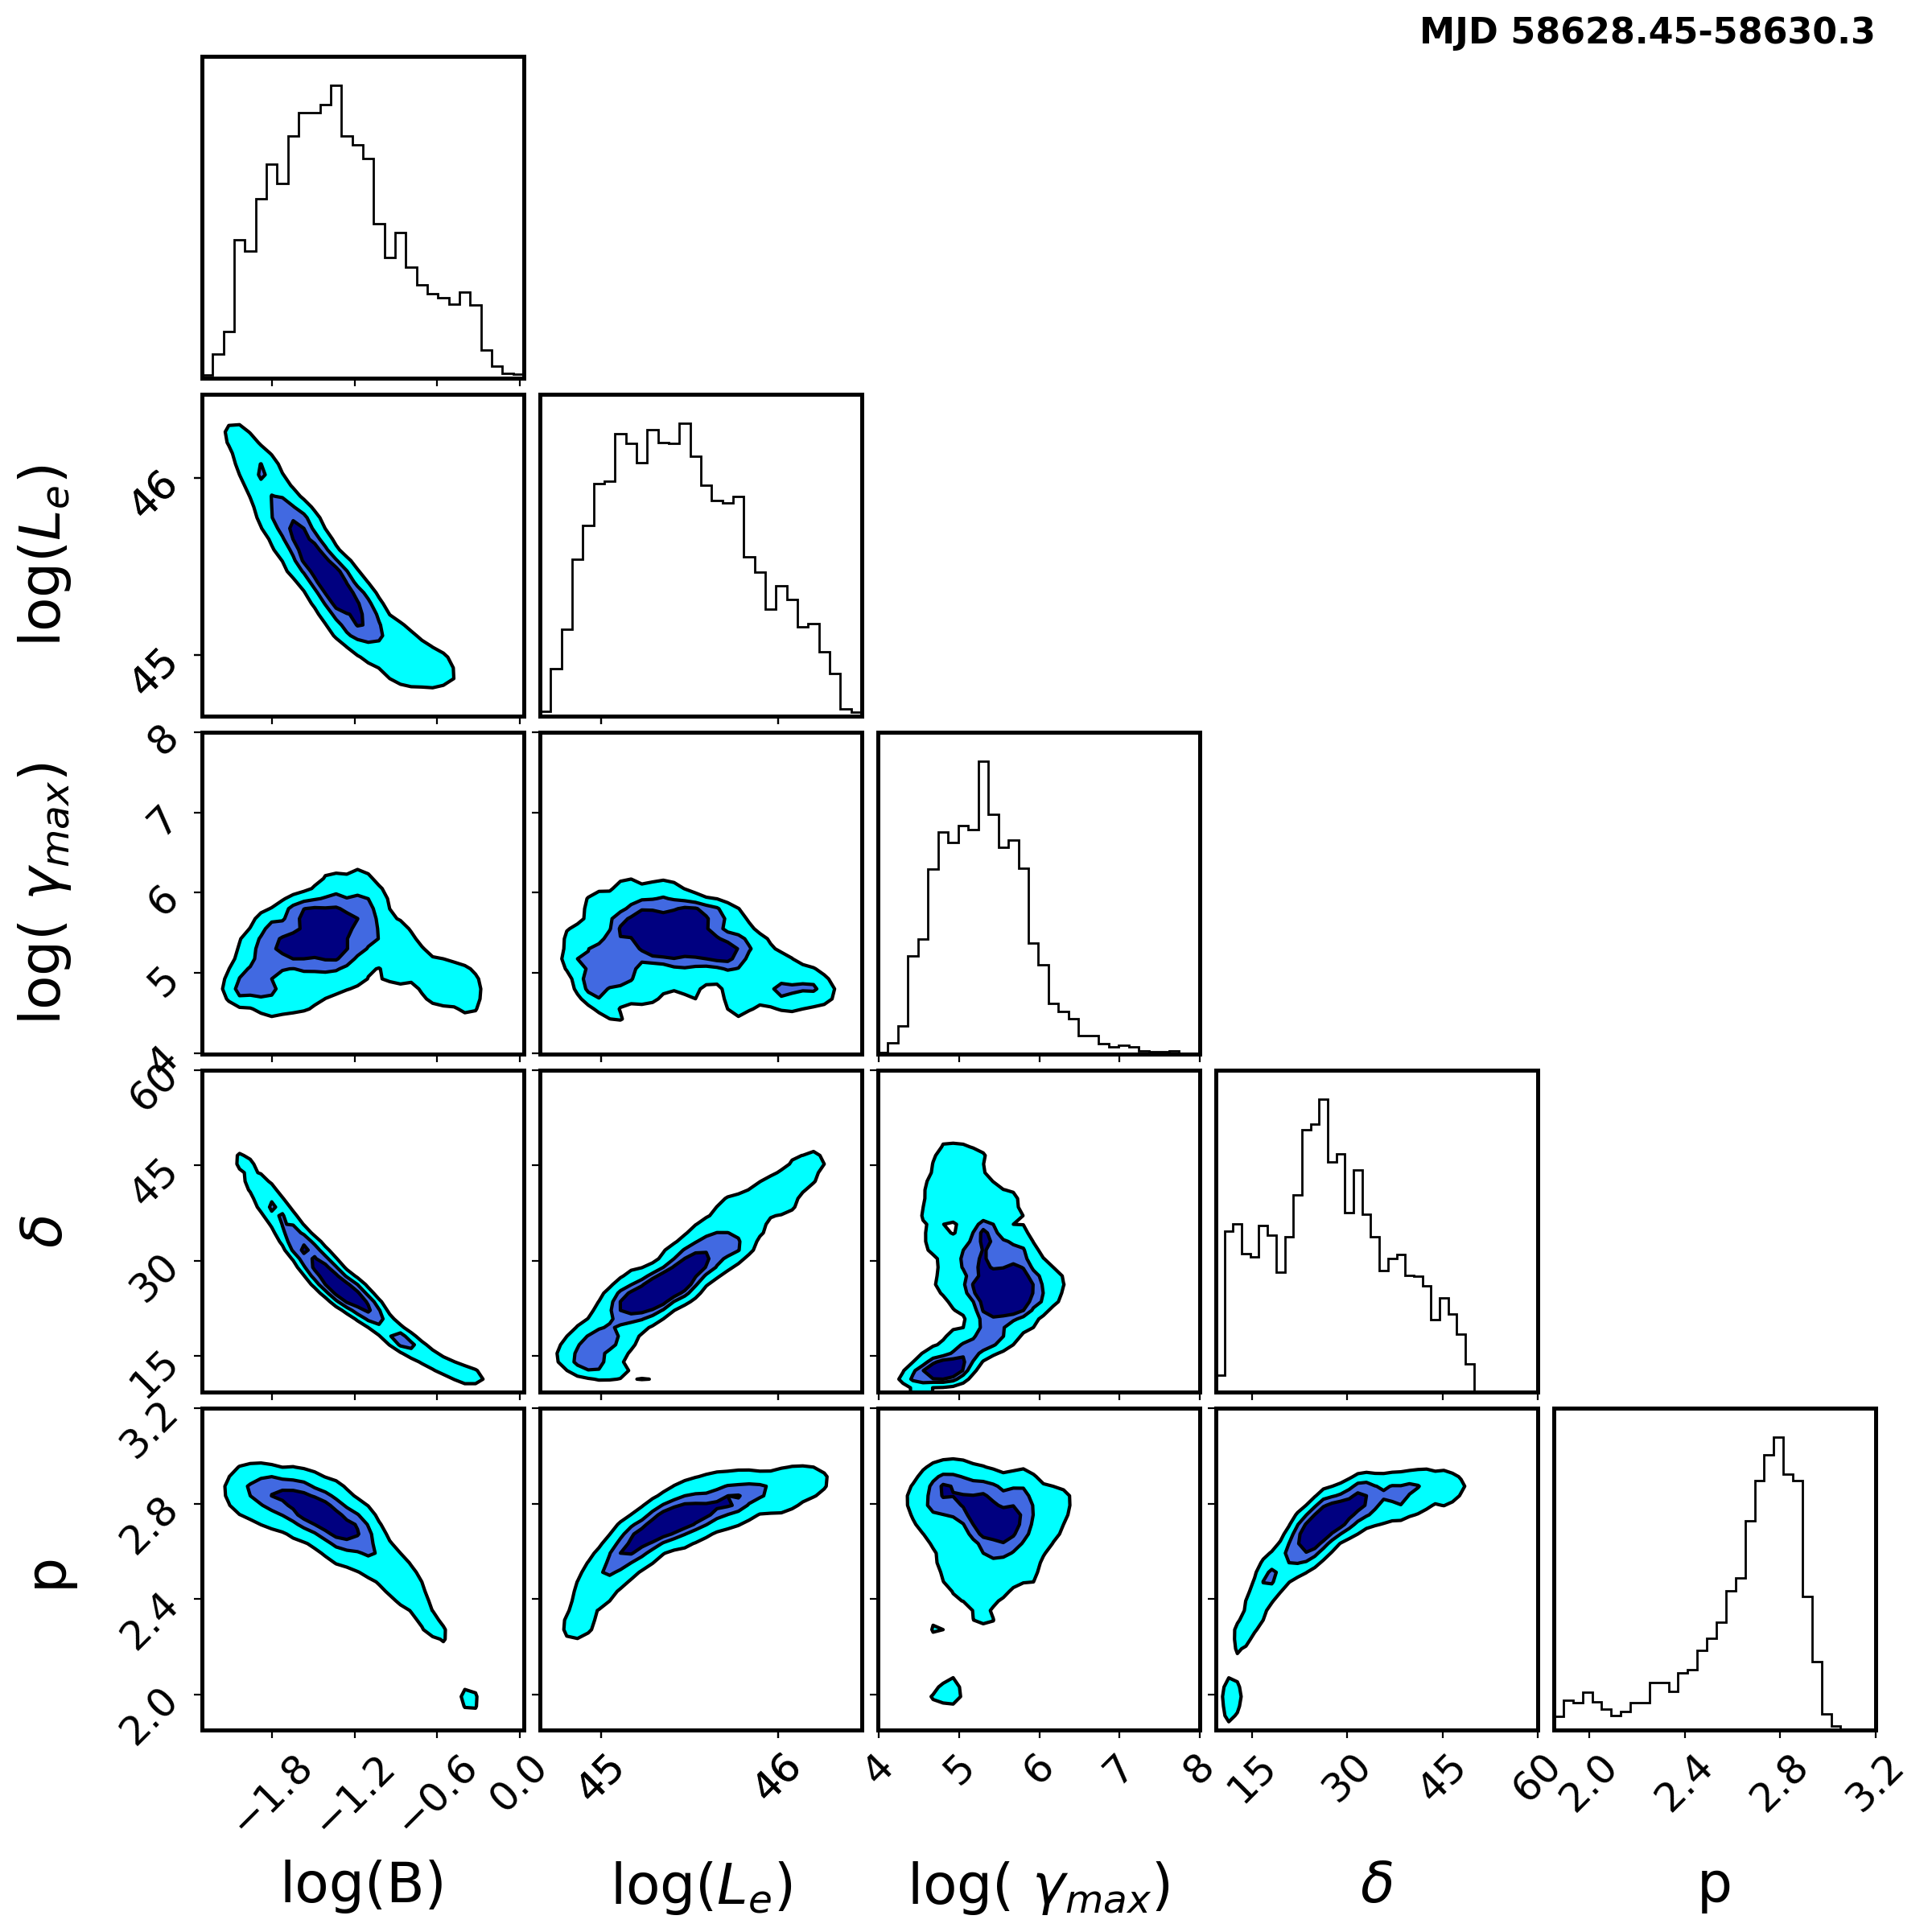 MJD 58628.45-58630.3
log(Lₑ)
46
45
log( γₘₐₓ)
8
7
6
5
4
δ
60
45
30
15
p
3.2
2.8
2.4
2.0
−1.8 −1.2 −0.6 0.0 45 46 4 5 6 7 8 15 30 45 60 2.0 2.4 2.8 3.2
log(B) log(Lₑ) log( γₘₐₓ) δ p